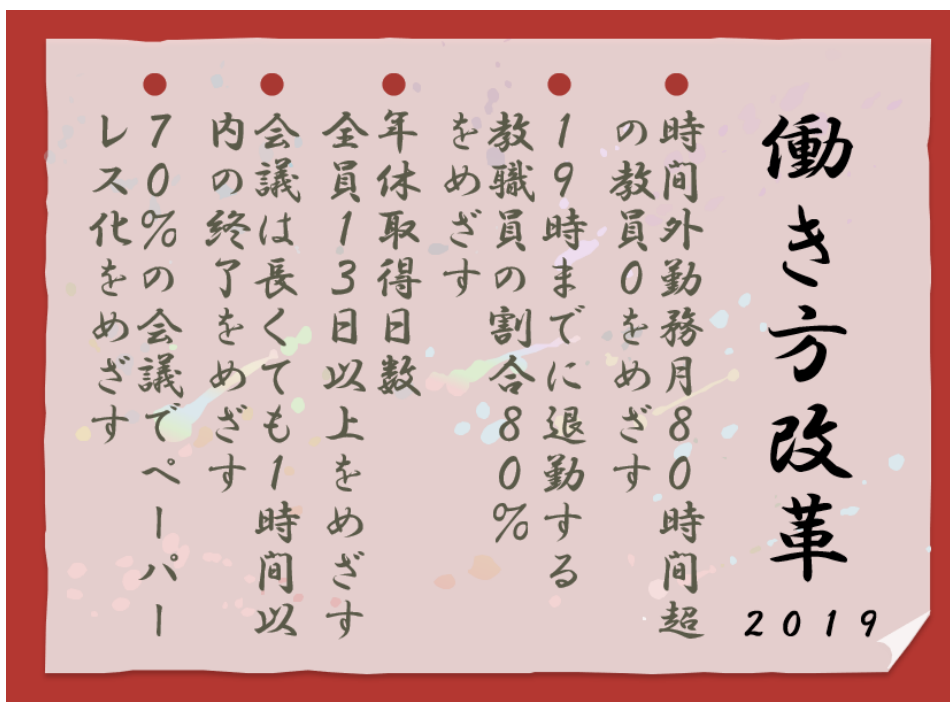 働き方改革
2019
時間外勤務月80時間超
の教員0をめざす
19時までに退勤する
教職員の割合80%
をめざす
年休取得日数
全員13日以上をめざす
会議は長くても1時間以
内の終了をめざす
70%の会議でペーパー
レス化をめざす